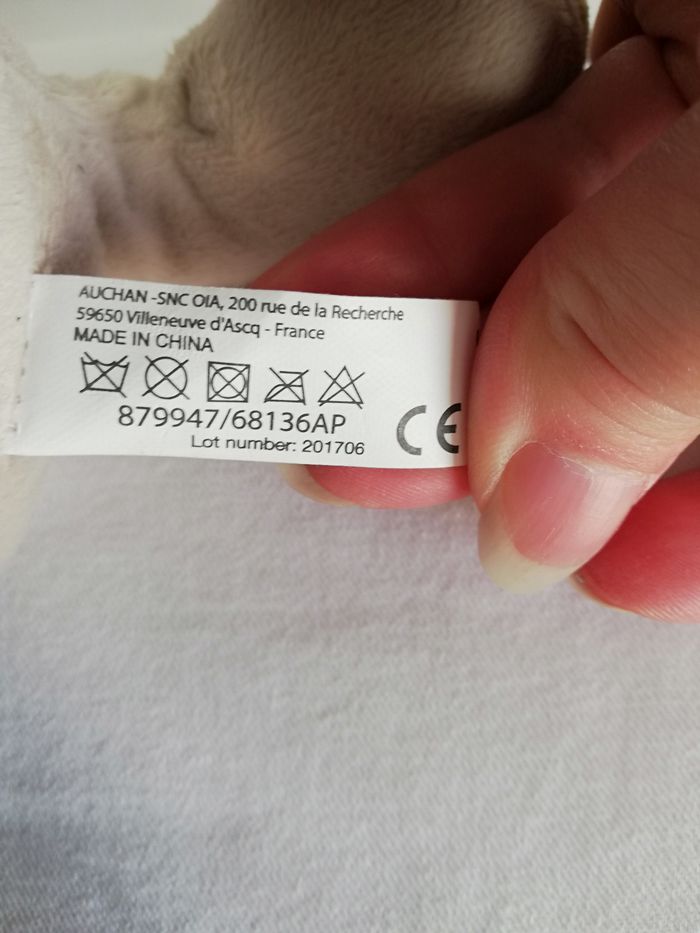 AUCHAN -SNC OIA, 200 rue de la Recherche
59650 Villeneuve d'Ascq - France
MADE IN CHINA
879947/68136AP
CE
Lot number: 201706